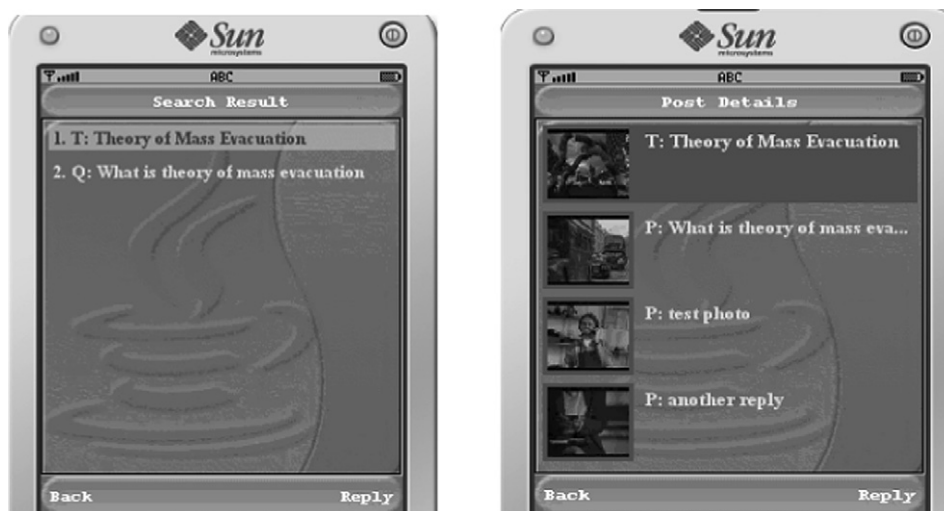 Sun
microsystems
ABC
Search Result
1. T: Theory of Mass Evacuation
2. Q: What is theory of mass evacuation
Back
Reply
Sun
microsystems
ABC
Post Details
T: Theory of Mass Evacuation
P: What is theory of mass eva...
P: test photo
P: another reply
Back
Reply